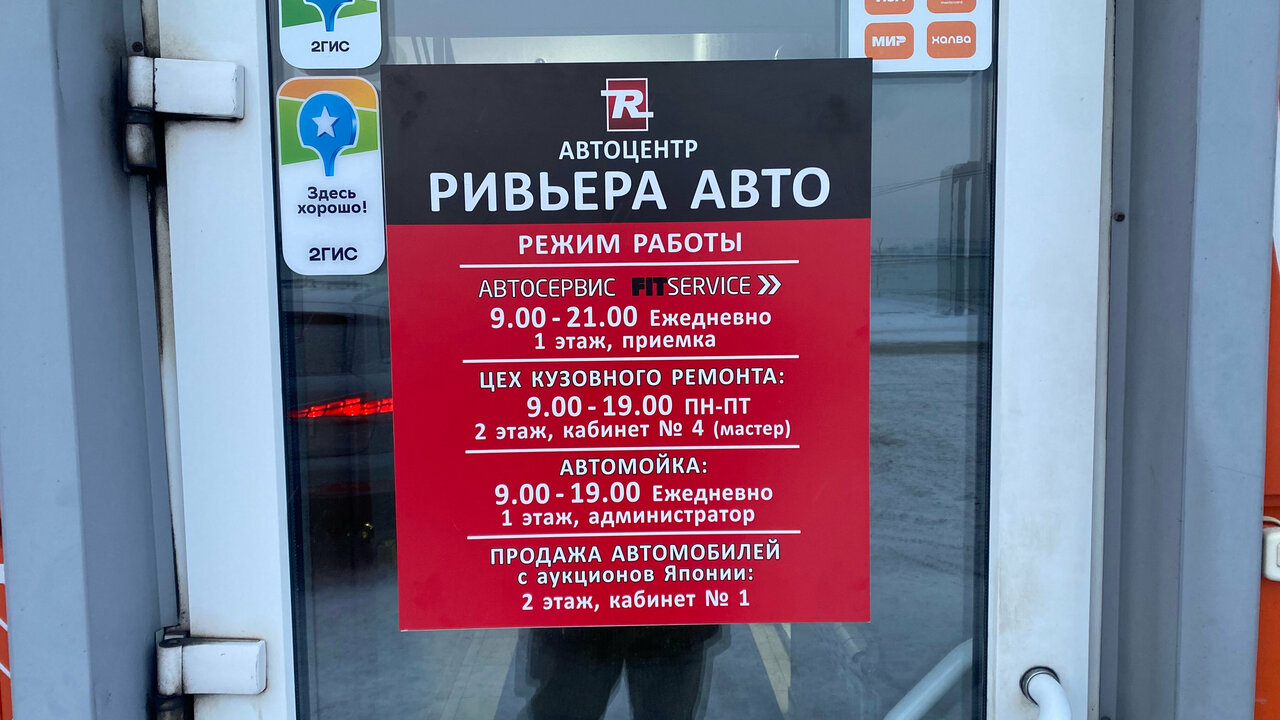 2ГИС
Здесь
хорошо!
2ГИС
МИР
ХАЛВА
R
АВТОЦЕНТР
РИВЬЕРА АВТО
РЕЖИМ РАБОТЫ
АВТОСЕРВИС FIT SERVICE
9.00 - 21.00 Ежедневно
1 этаж, приемка
ЦЕХ КУЗОВНОГО РЕМОНТА:
9.00 - 19.00 ПН-ПТ
2 этаж, кабинет № 4 (мастер)
АВТОМОЙКА:
9.00 - 19.00 Ежедневно
1 этаж, администратор
ПРОДАЖА АВТОМОБИЛЕЙ
с аукционов Японии:
2 этаж, кабинет № 1